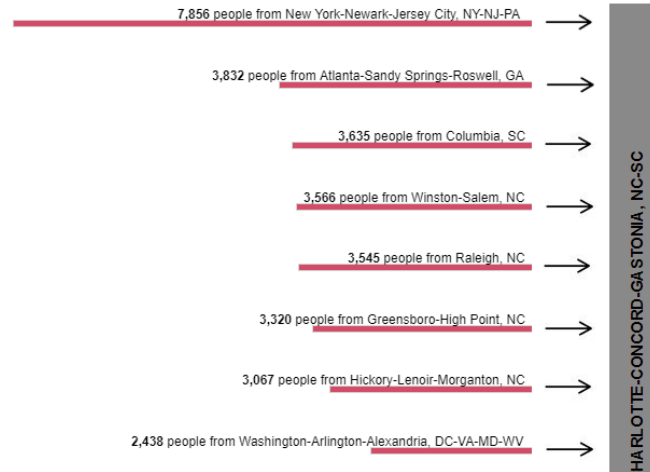 7,856 people from New York-Newark-Jersey City, NY-NJ-PA
3,832 people from Atlanta-Sandy Springs-Roswell, GA
3,635 people from Columbia, SC
3,566 people from Winston-Salem, NC
3,545 people from Raleigh, NC
3,320 people from Greensboro-High Point, NC
3,067 people from Hickory-Lenoir-Morganton, NC
2,438 people from Washington-Arlington-Alexandria, DC-VA-MD-WV
HARLOTTE-CONCORD-GASTONIA, NC-SC